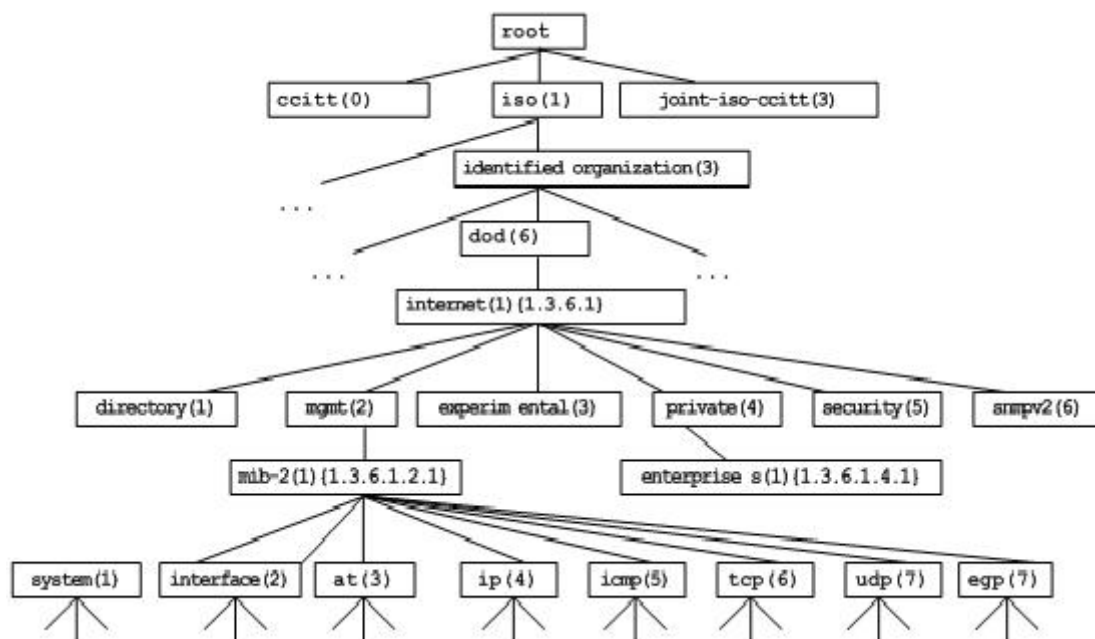 root
ccitt(0)
iso(1)
joint-iso-ccitt(3)
identified organization(3)
...
dod(6)
...
...
internet(1){1.3.6.1}
directory(1)
mgmt(2)
experim ental(3)
private(4)
security(5)
snmpv2(6)
mib-2(1){1.3.6.1.2.1}
enterprise s(1){1.3.6.1.4.1}
system(1)
interface(2)
at(3)
ip(4)
icmp(5)
tcp(6)
udp(7)
egp(7)